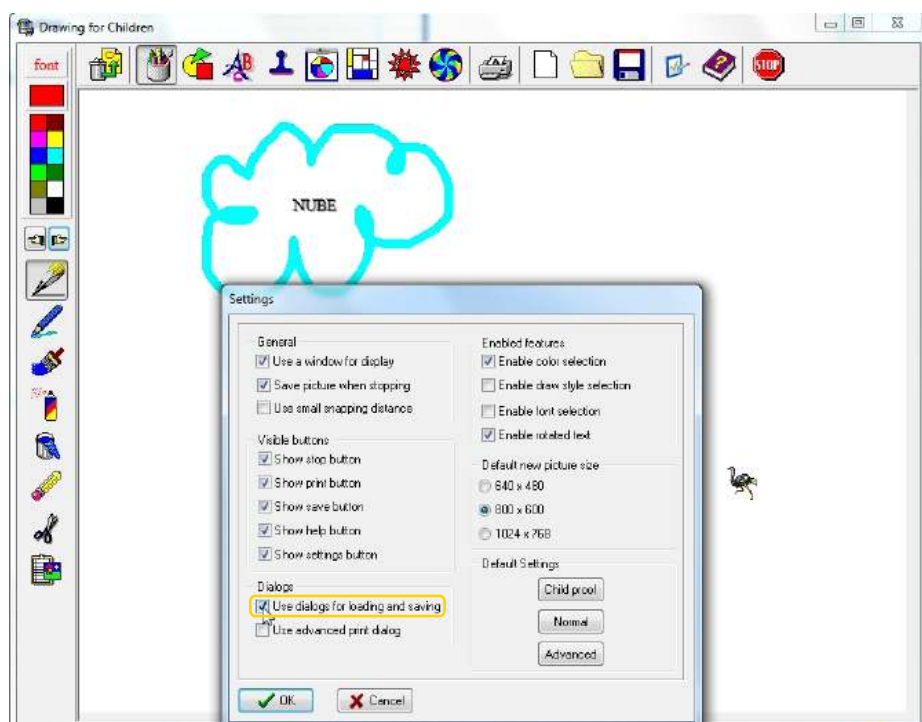 Drawing for Children
font
AB
STOP
NUBE
Settings
General
Use a window for display
Save picture when stopping
Use small snapping distance
Visible buttons
Show stop button
Show print button
Show save button
Show help button
Show settings button
Dialogs
Use dialogs for loading and saving
Use advanced print dialog
Enabled features
Enable color selection
Enable draw style selection
Enable font selection
Enable rotated text
Default new picture size
640 x 480
800 x 600
1024 x 768
Default Settings
Child proof
Normal
Advanced
OK
Cancel